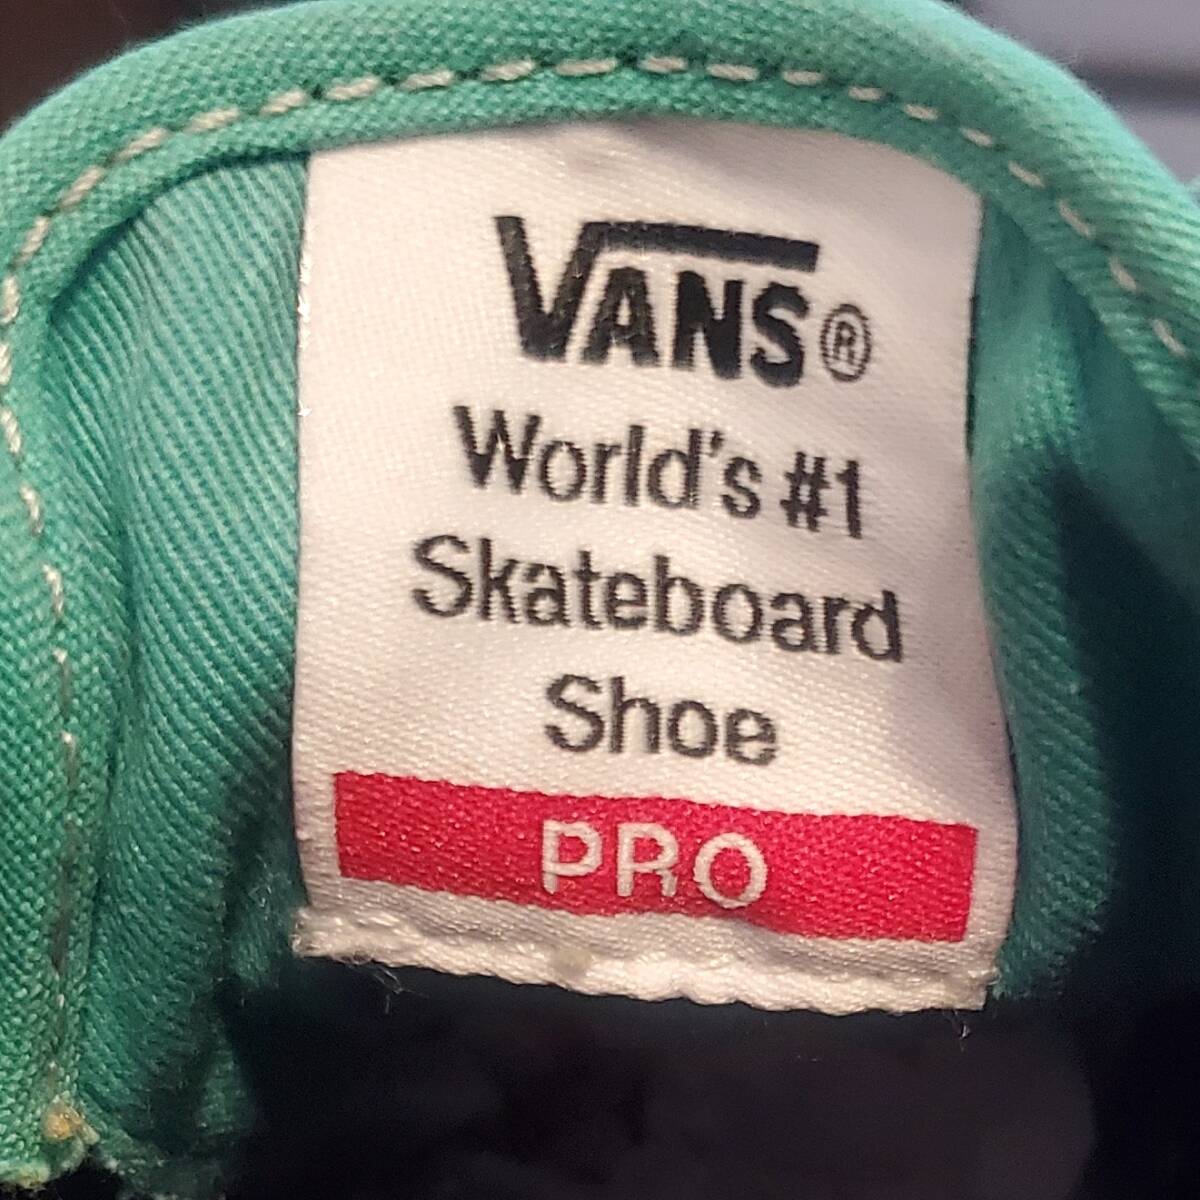 VANS®
World's #1
Skateboard
Shoe
PRO